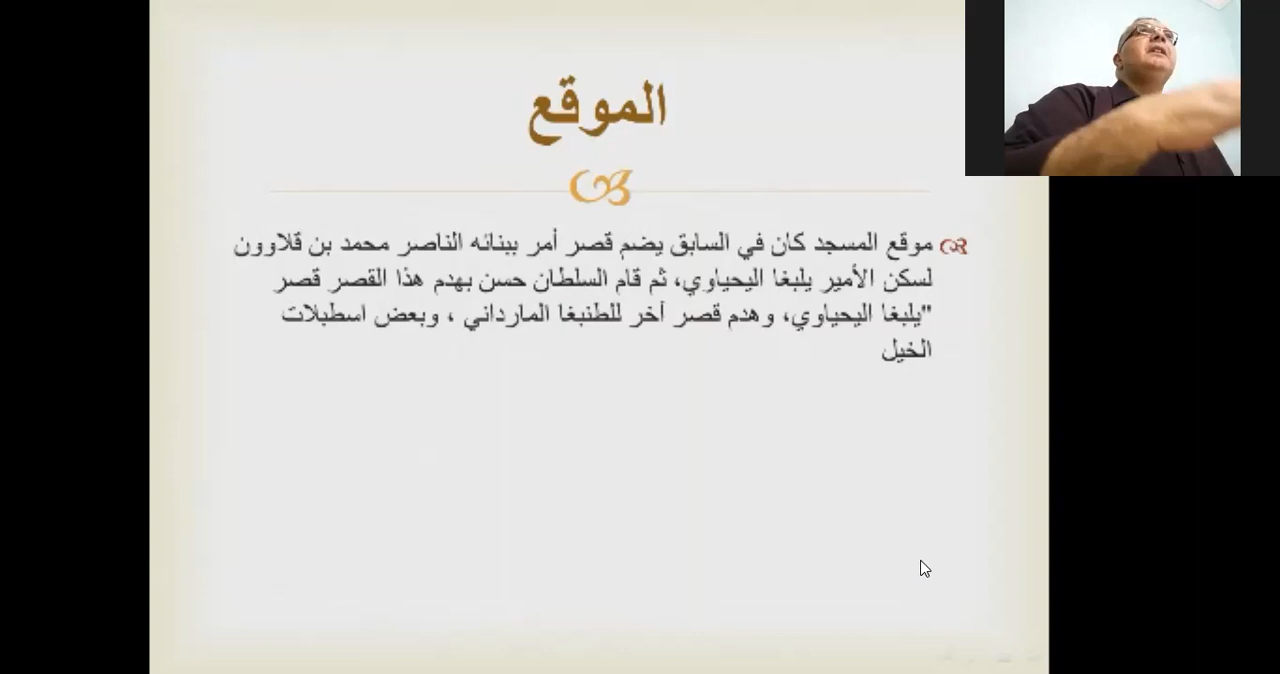 الموقع
موقع المسجد كان في السابق يضم قصر أمر ببنائه الناصر محمد بن قلاوون
لسكن الأمير يلبغا اليحياوي، ثم قام السلطان حسن بهدم هذا القصر قصر
"يلبغا اليحياوي، وهدم قصر أخر للطنبغا المارداني ، وبعض اسطبلات
الخيل